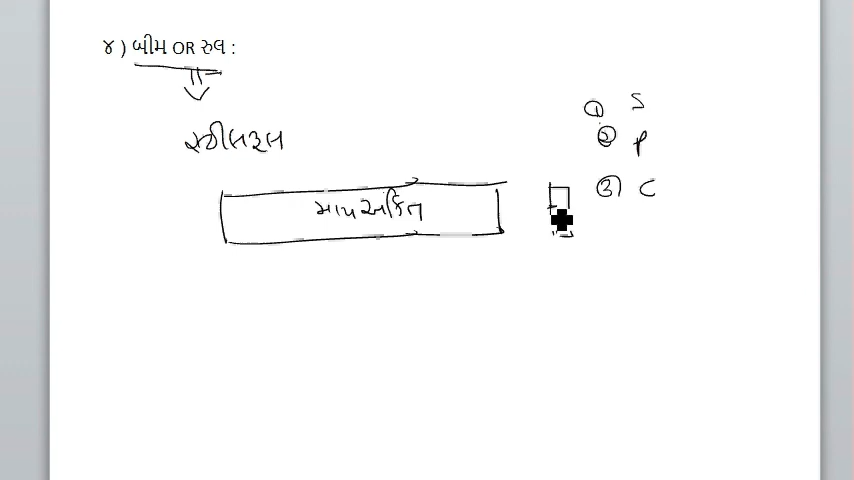 ૪ ) બીમ OR રુલ :
સ્ટીલરૂલ
માપઅંકિત
① S
② P
③ C